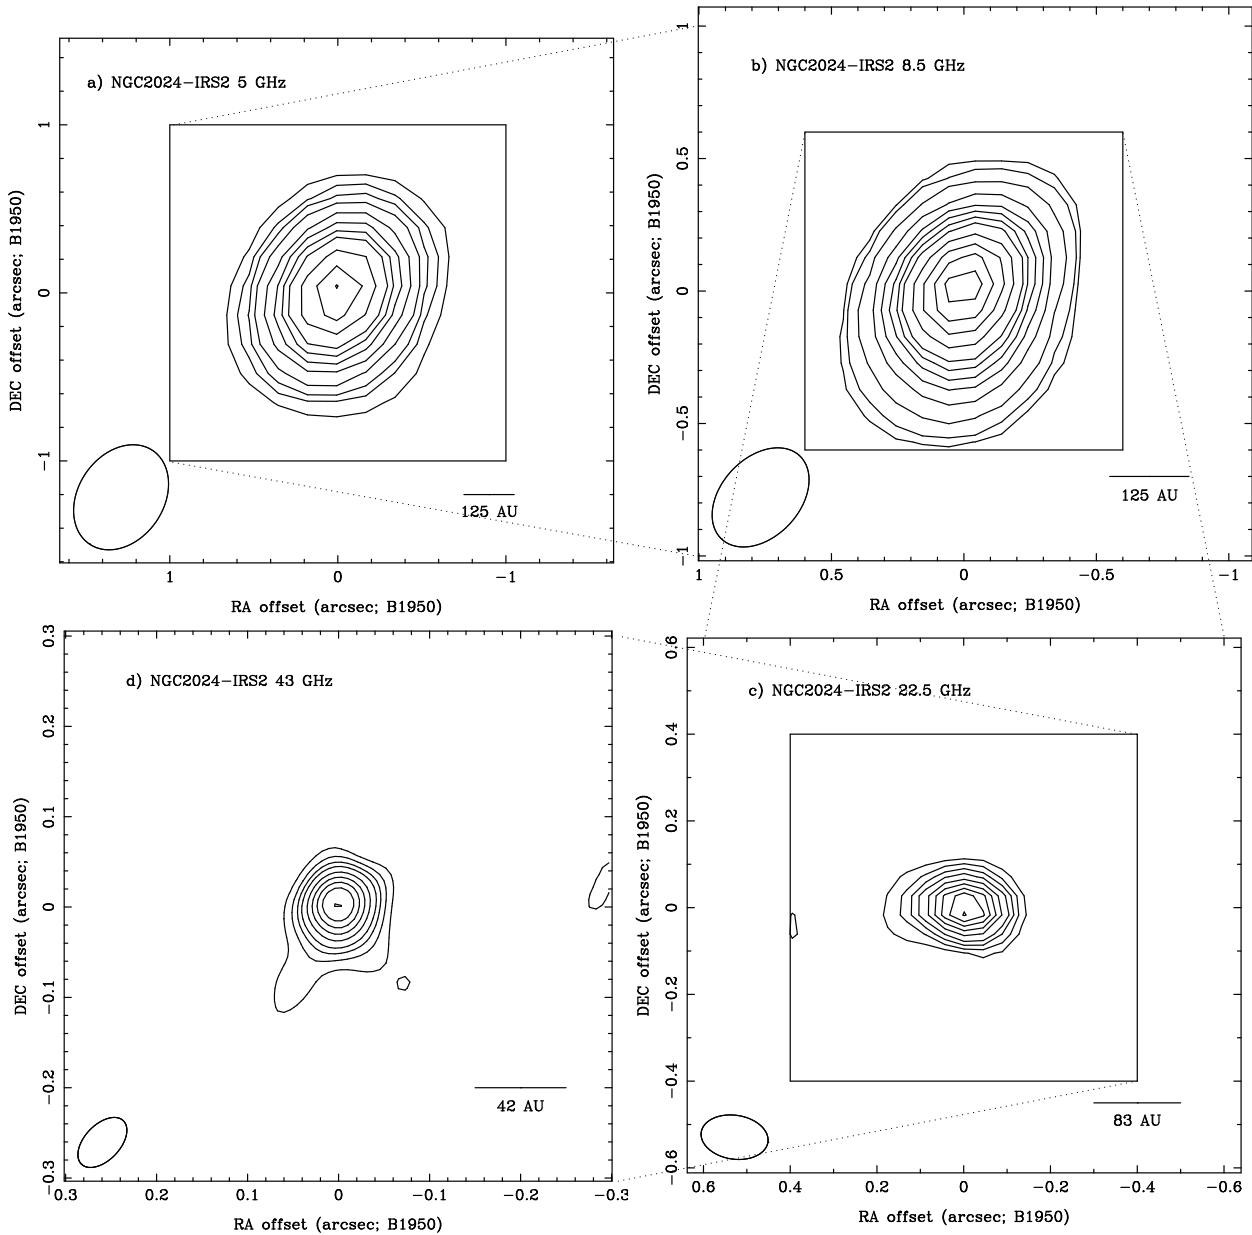 a) NGC2024-IRS2 5 GHz
DEC offset (arcsec; B1950)
1
0
-1
125 AU
1
0
-1
RA offset (arcsec; B1950)
b) NGC2024-IRS2 8.5 GHz
DEC offset (arcsec; B1950)
1
0.5
0
-0.5
-1
125 AU
1
0.5
0
-0.5
-1
RA offset (arcsec; B1950)
d) NGC2024-IRS2 43 GHz
DEC offset (arcsec; B1950)
0.3
0.2
0.1
0
-0.1
-0.2
-0.3
42 AU
0.3
0.2
0.1
0
-0.1
-0.2
-0.3
RA offset (arcsec; B1950)
c) NGC2024-IRS2 22.5 GHz
DEC offset (arcsec; B1950)
0.6
0.4
0.2
0
-0.2
-0.4
-0.6
83 AU
0.6
0.4
0.2
0
-0.2
-0.4
-0.6
RA offset (arcsec; B1950)